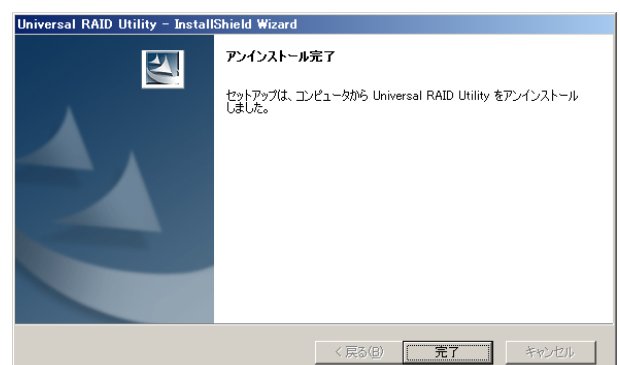 Universal RAID Utility - InstallShield Wizard
アンインストール完了
セットアップは、コンピュータから Universal RAID Utility をアンインストール
しました。
< 戻る(B)
完了
キャンセル